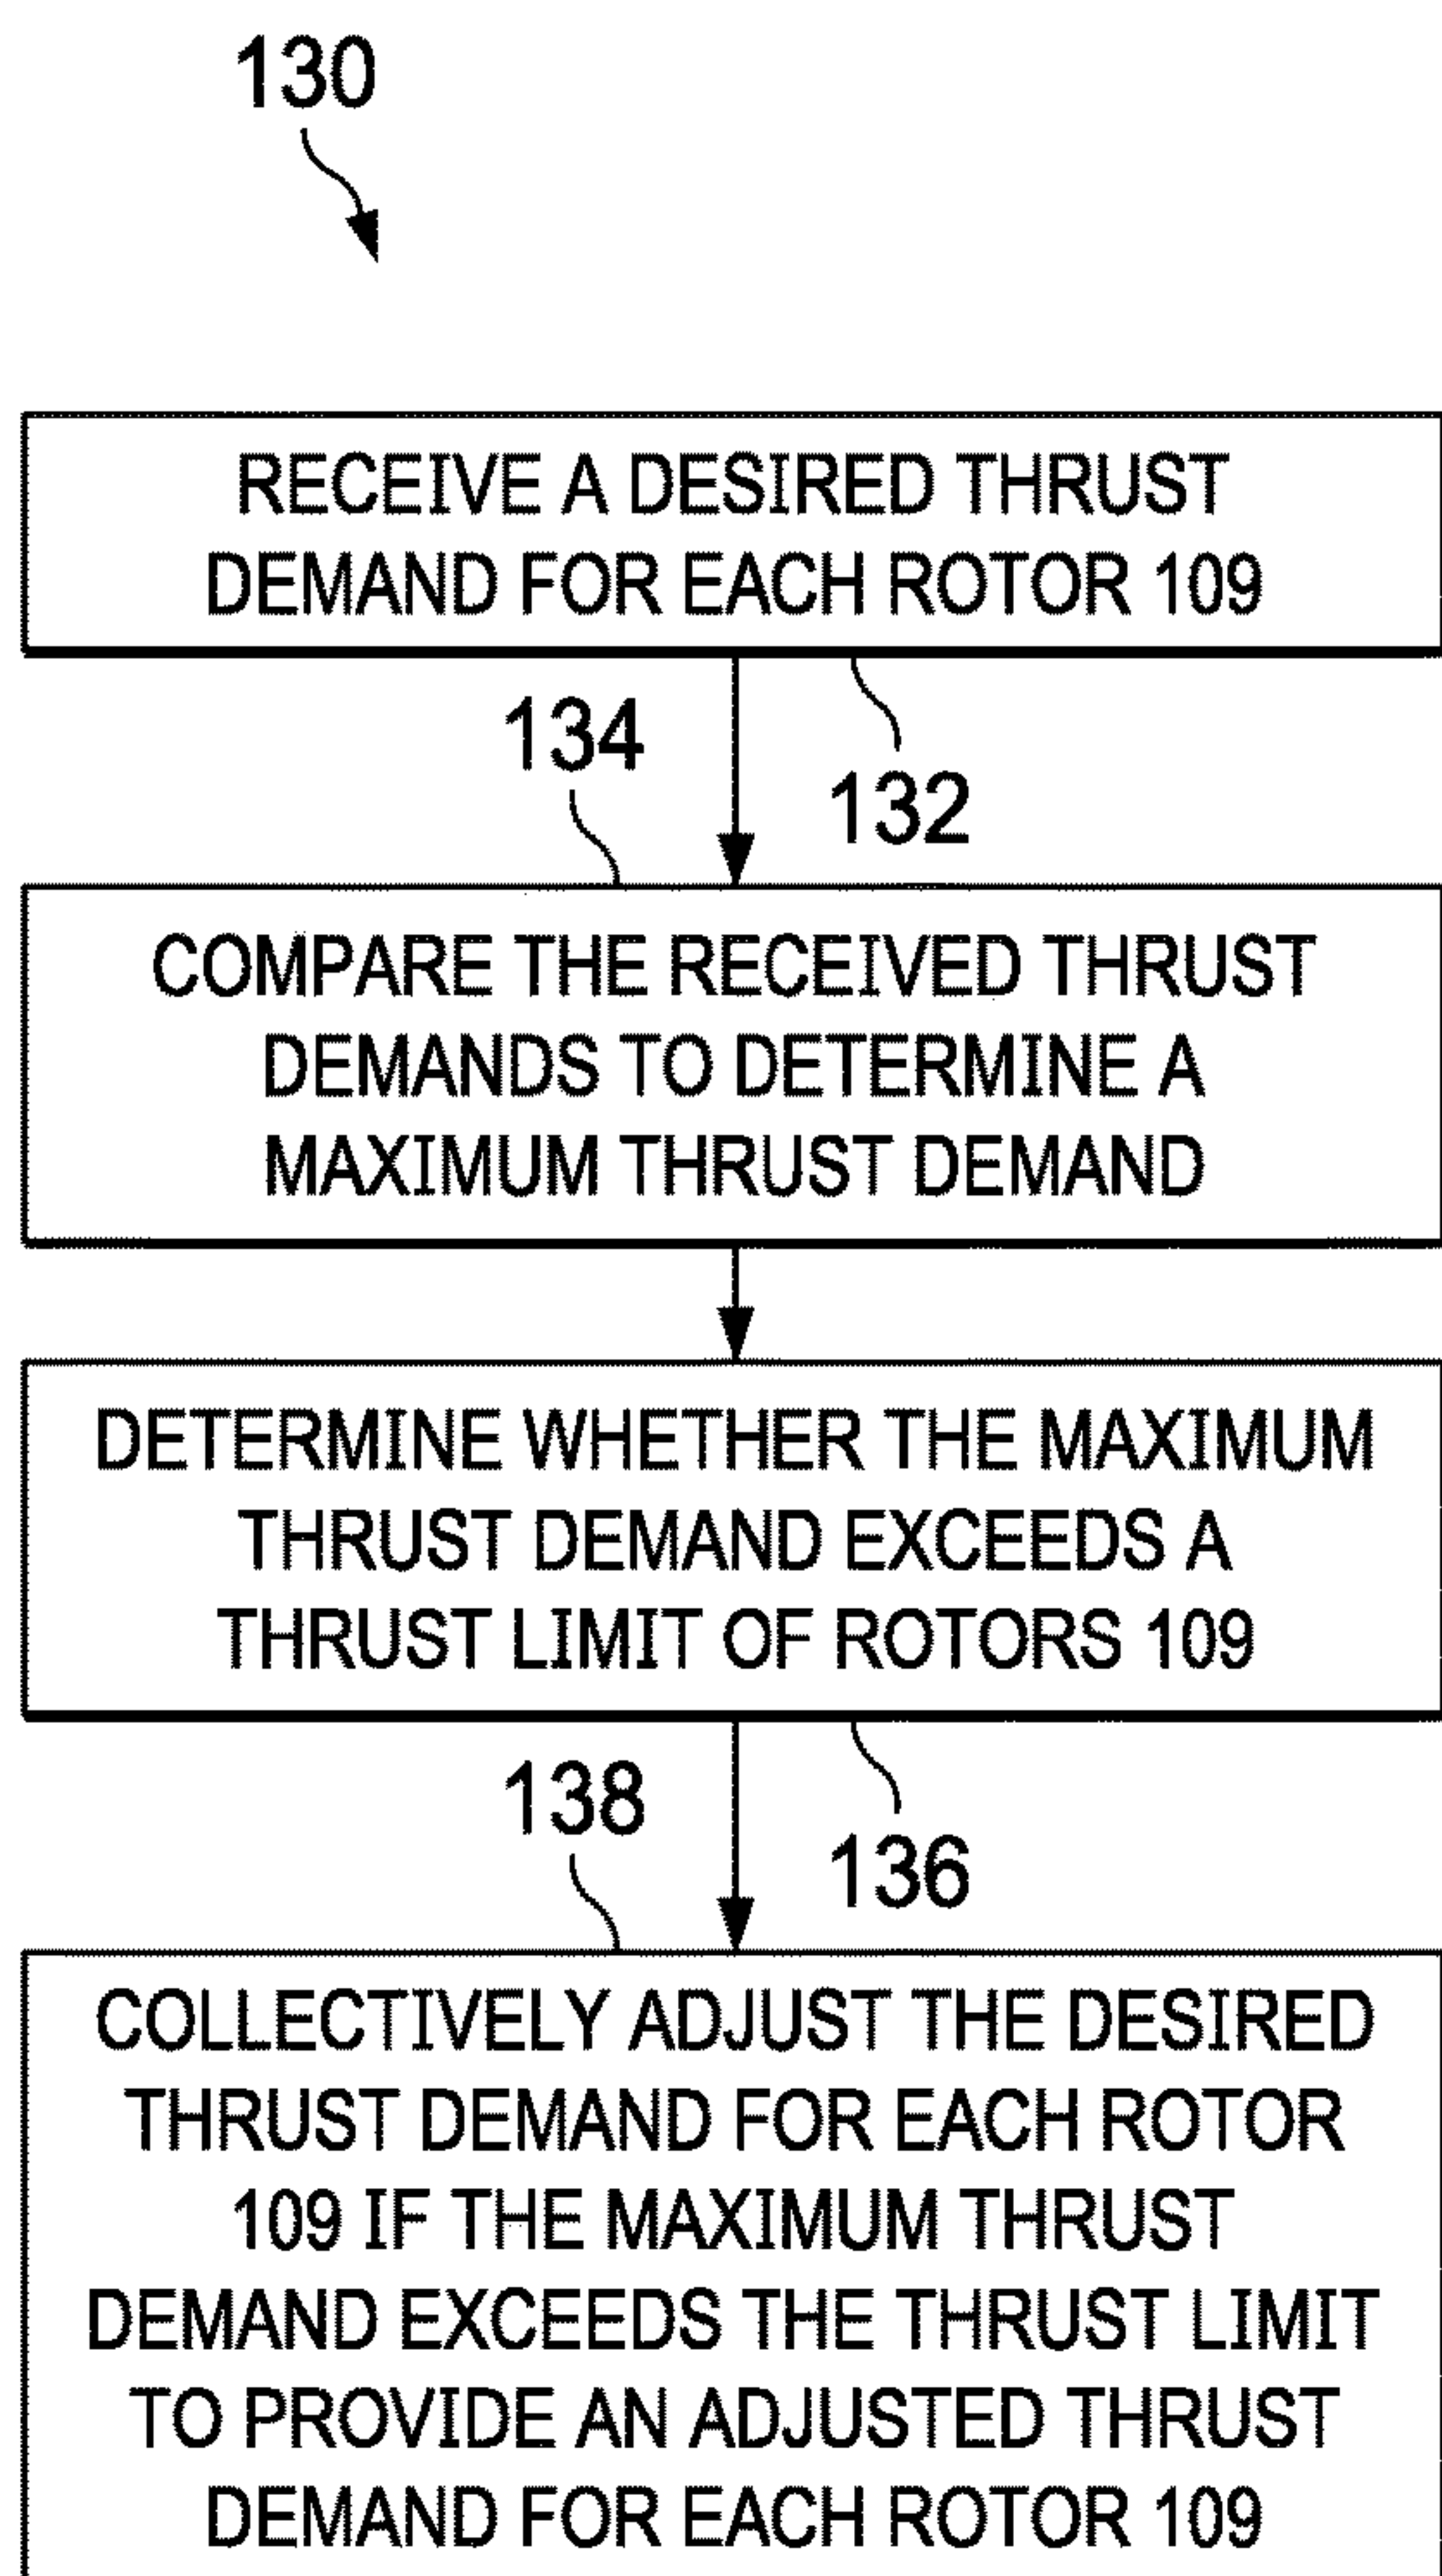 130
RECEIVE A DESIRED THRUST
DEMAND FOR EACH ROTOR 109
134
132
COMPARE THE RECEIVED THRUST
DEMANDS TO DETERMINE A
MAXIMUM THRUST DEMAND
DETERMINE WHETHER THE MAXIMUM
THRUST DEMAND EXCEEDS A
THRUST LIMIT OF ROTORS 109
138
136
COLLECTIVELY ADJUST THE DESIRED
THRUST DEMAND FOR EACH ROTOR
109 IF THE MAXIMUM THRUST
DEMAND EXCEEDS THE THRUST LIMIT
TO PROVIDE AN ADJUSTED THRUST
DEMAND FOR EACH ROTOR 109